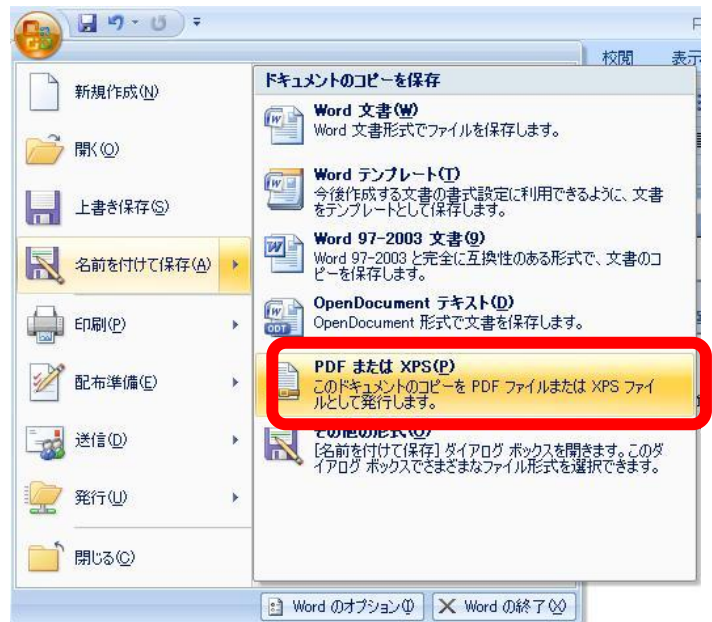 校閲
新規作成(N)
開く(O)
上書き保存(S)
名前を付けて保存(A)
印刷(P)
配布準備(E)
送信(D)
発行(U)
閉じる(C)
ドキュメントのコピーを保存
Word 文書(W)
Word 文書形式でファイルを保存します。
Word テンプレート(T)
今後作成する文書の書式設定に利用できるように、文書
をテンプレートとして保存します。
Word 97-2003 文書(9)
Word 97-2003 と完全に互換性のある形式で、文書のコ
ピーを保存します。
OpenDocument テキスト(D)
OpenDocument 形式で文書を保存します。
PDF または XPS(P)
このドキュメントのコピーを PDF ファイルまたは XPS ファイ
ルとして発行します。
その他の形式(O)
[名前を付けて保存] ダイアログ ボックスを開きます。このダ
イアログ ボックスでさまざまなファイル形式を選択できます。
Word のオプション(I)
Word の終了(X)